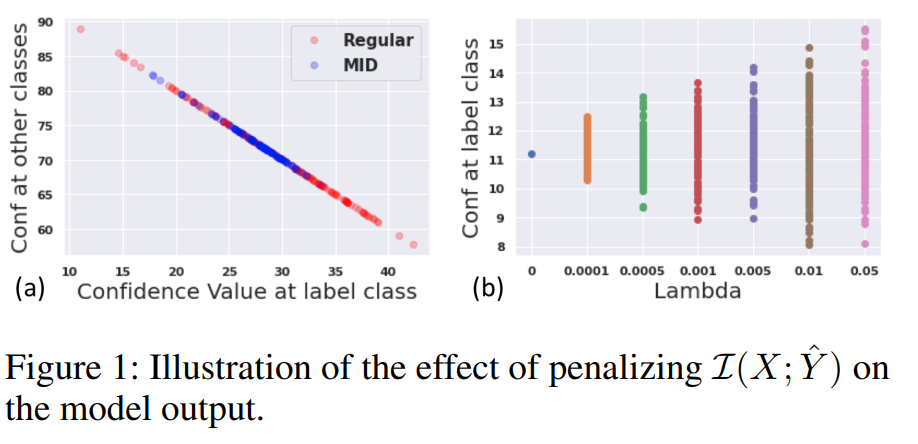 90
85
80
75
70
65
60
Conf at other classes
Regular
MID
10 15 20 25 30 35 40
(a) Confidence Value at label class
15
14
13
12
11
10
9
8
Conf at label class
0 0.0001 0.0005 0.001 0.005 0.01 0.05
(b) Lambda
Figure 1: Illustration of the effect of penalizing $\mathcal{I}(X;\hat{Y})$ on
the model output.